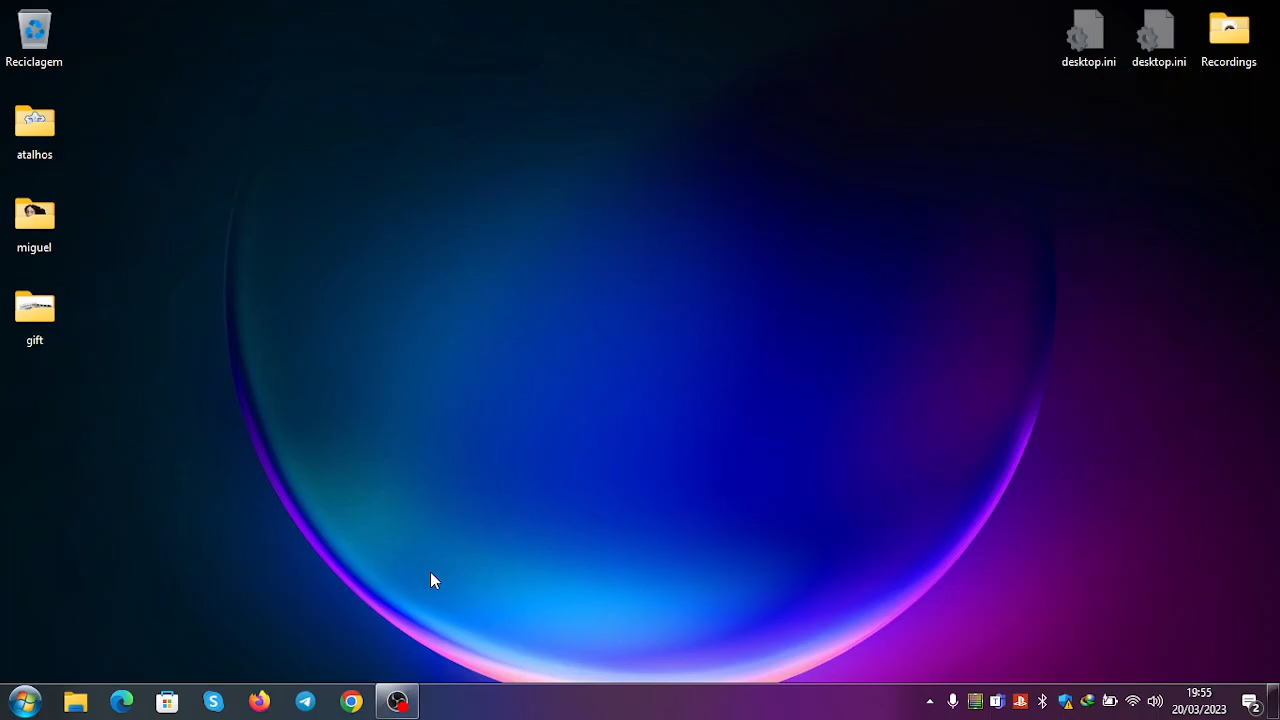 Reciclagem
atalhos
miguel
gift
desktop.ini
desktop.ini
Recordings
19:55
20/03/2023
2